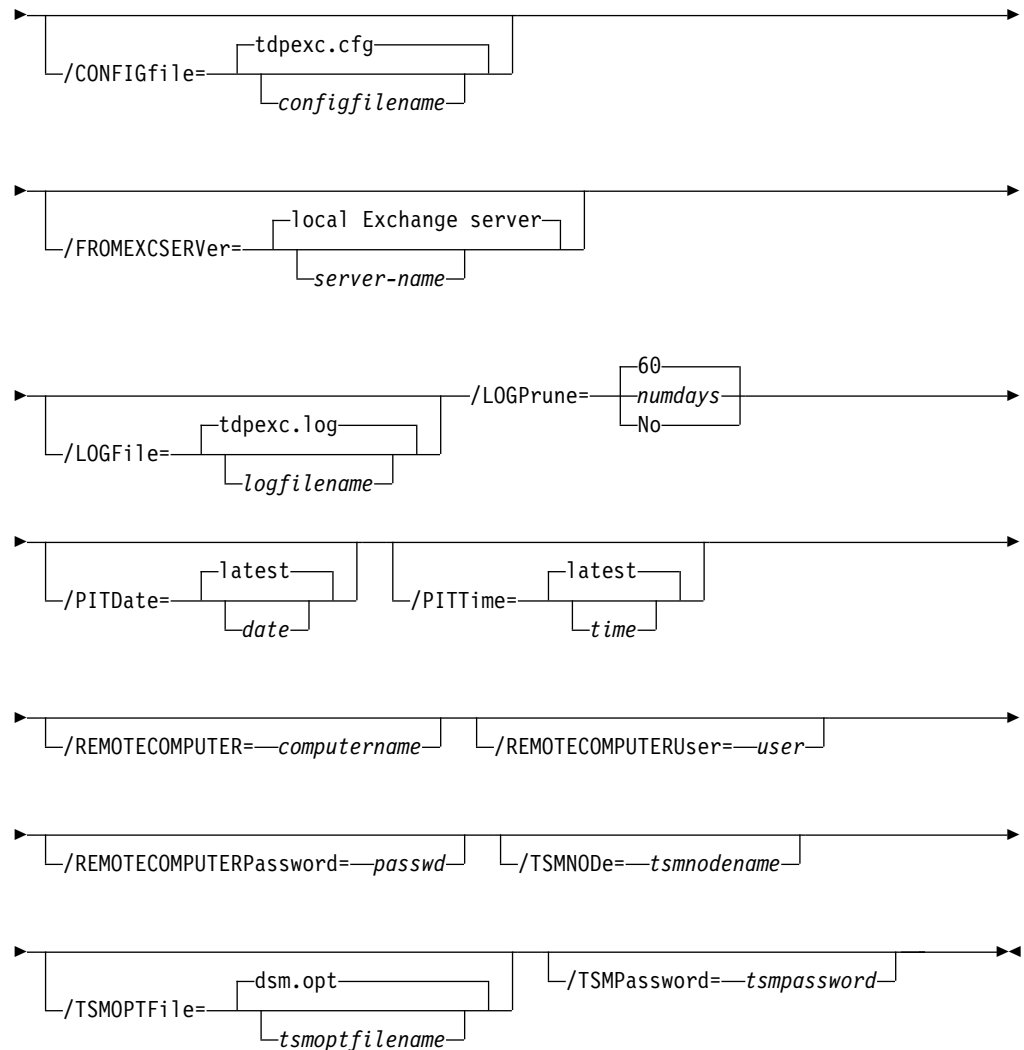 tdpexc.cfg
/CONFIGfile=
configfilename
local Exchange server
/FROMEXCSERVer=
server-name
60
/LOGPrune= numdays
tdpexc.log No
/LOGFile=
logfilename
latest latest
/PITDate= /PITTime=
date time
/REMOTECOMPUTER= computername /REMOTECOMPUTERUser= user
/REMOTECOMPUTERPassword= passwd /TSMNODe= tsmnodename
dsm.opt /TSMPassword= tsmpassword
/TSMOPTFile=
tsmoptfilename